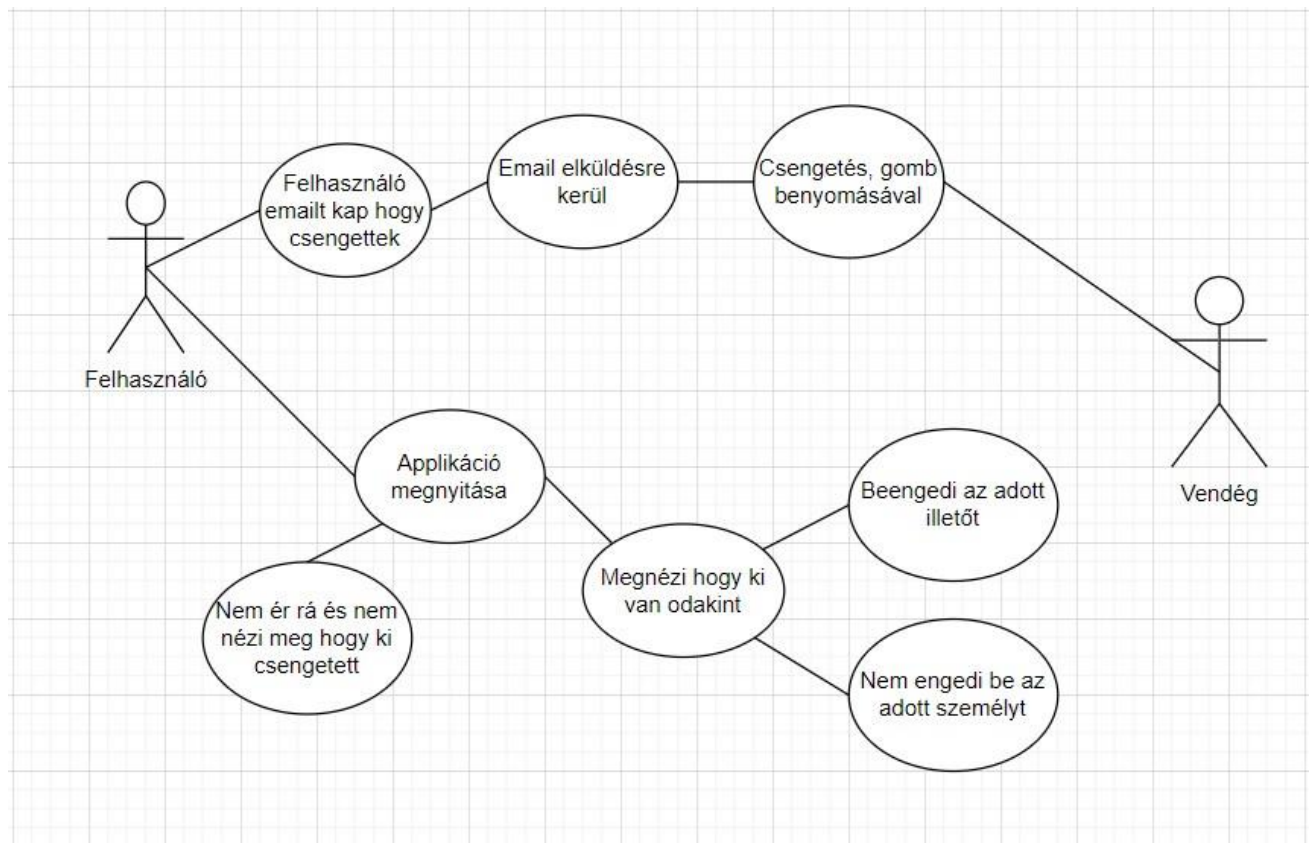 Felhasználó
emailt kap hogy
csengettek
Email elküldésre
kerül
Csengetés, gomb
benyomásával
Felhasználó
Vendég
Applikáció
megnyitása
Beengedi az adott
illetőt
Megnézi hogy ki
van odakint
Nem ér rá és nem
nézi meg hogy ki
csengetett
Nem engedi be az
adott személyt